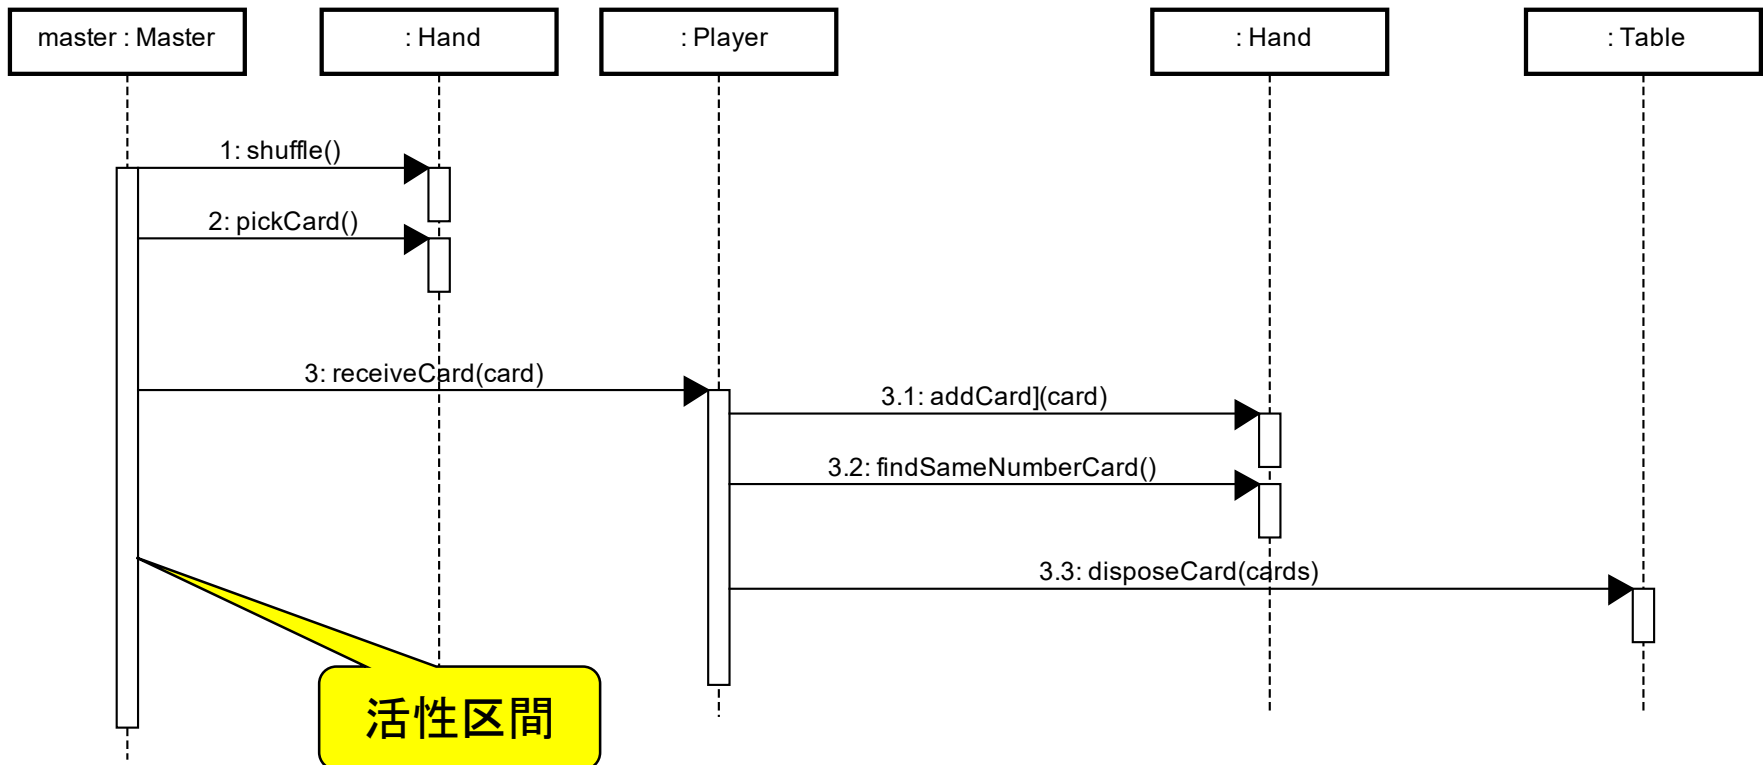 master : Master
: Hand
: Player
: Hand
: Table
1: shuffle()
2: pickCard()
3: receiveCard(card)
3.1: addCard](card)
3.2: findSameNumberCard()
3.3: disposeCard(cards)
活性区間